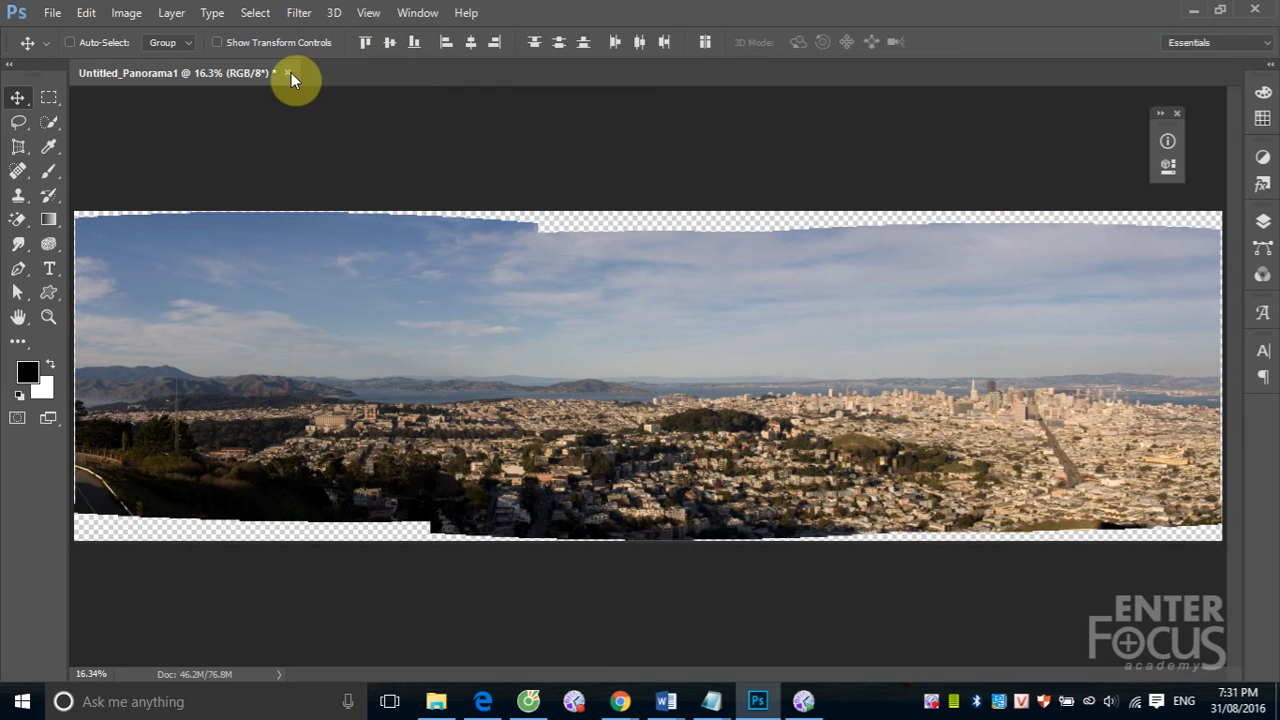 Ps File Edit Image Layer Type Select Filter 3D View Window Help
Auto-Select: Group Show Transform Controls 3D Mode: Essentials
Untitled_Panorama1 @ 16.3% (RGB/8*) *
ENTER
FOCUS
academy
16.34% Doc: 46.2M/76.8M
Ask me anything
ENG
7:31 PM
31/08/2016